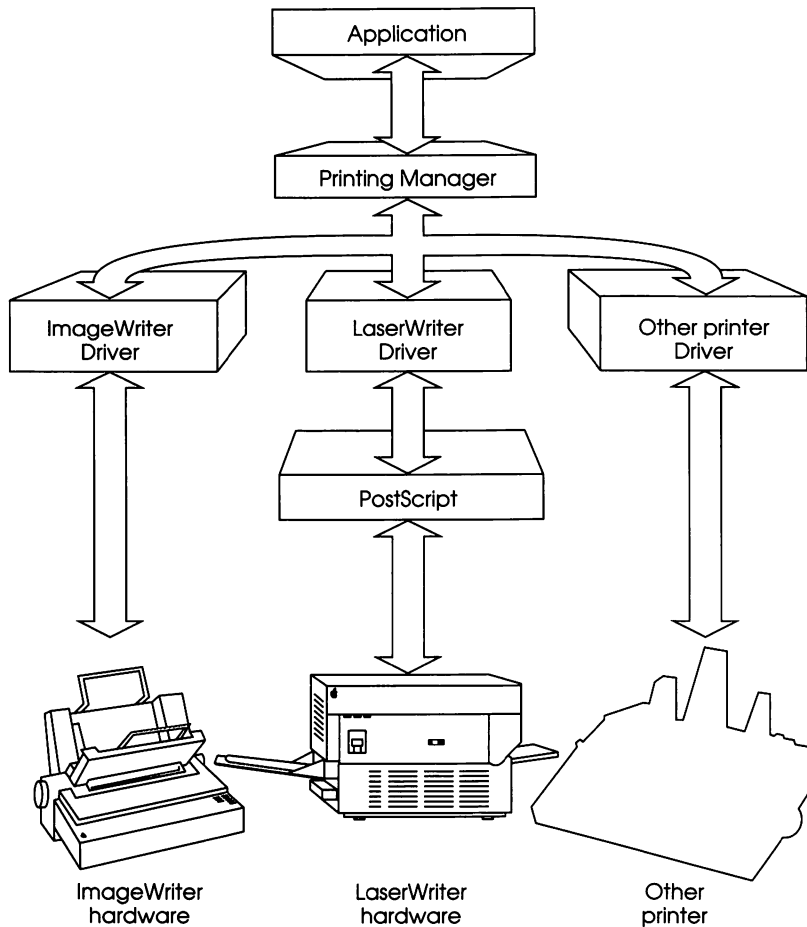 Application
Printing Manager
ImageWriter
Driver
LaserWriter
Driver
Other printer
Driver
PostScript
ImageWriter
hardware
LaserWriter
hardware
Other
printer